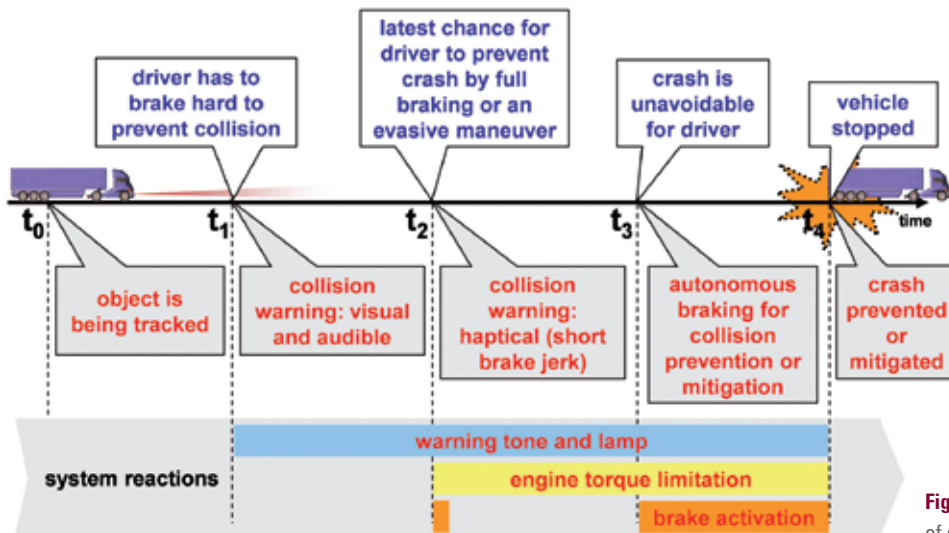 driver has to
brake hard to
prevent collision
latest chance for
driver to prevent
crash by full
braking or an
evasive maneuver
crash is
unavoidable
for driver
vehicle
stopped
t0
t1
t2
t3
t4
time
object is
being tracked
collision
warning: visual
and audible
collision
warning:
haptical (short
brake jerk)
autonomous
braking for
collision
prevention or
mitigation
crash
prevented
or
mitigated
system reactions
warning tone and lamp
engine torque limitation
brake activation
Fig
of